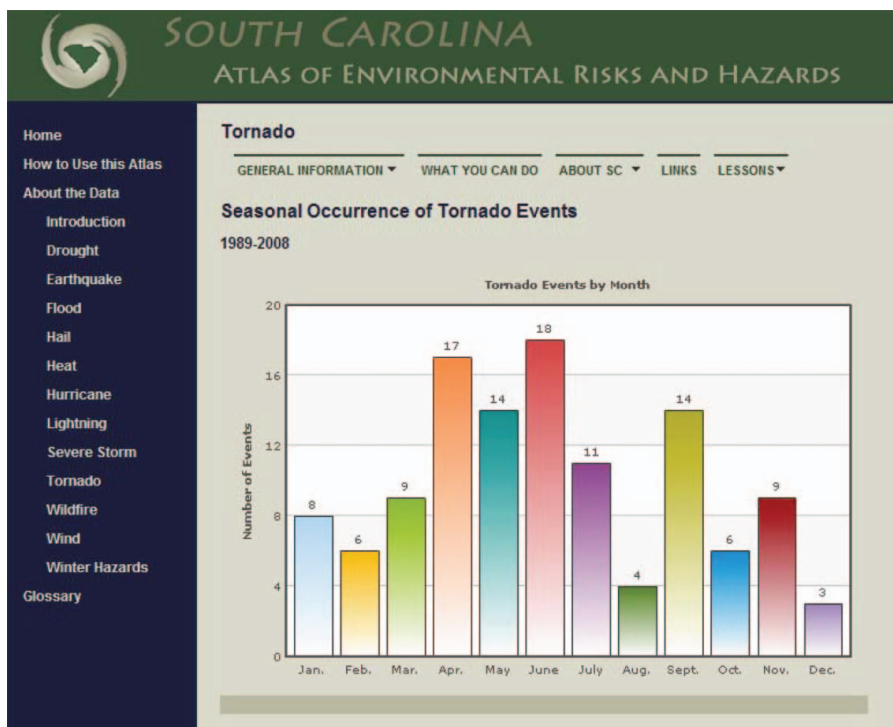 SOUTH CAROLINA
ATLAS OF ENVIRONMENTAL RISKS AND HAZARDS
Home
How to Use this Atlas
About the Data
Introduction
Drought
Earthquake
Flood
Hail
Heat
Hurricane
Lightning
Severe Storm
Tornado
Wildfire
Wind
Winter Hazards
Glossary
Tornado
GENERAL INFORMATION WHAT YOU CAN DO ABOUT SC LINKS LESSONS
Seasonal Occurrence of Tornado Events
1989-2008
Tornado Events by Month
Number of Events
20
16
12
8
4
0
8 6 9 17 14 18 11 4 14 6 9 3
Jan. Feb. Mar. Apr. May June July Aug. Sept. Oct. Nov. Dec.